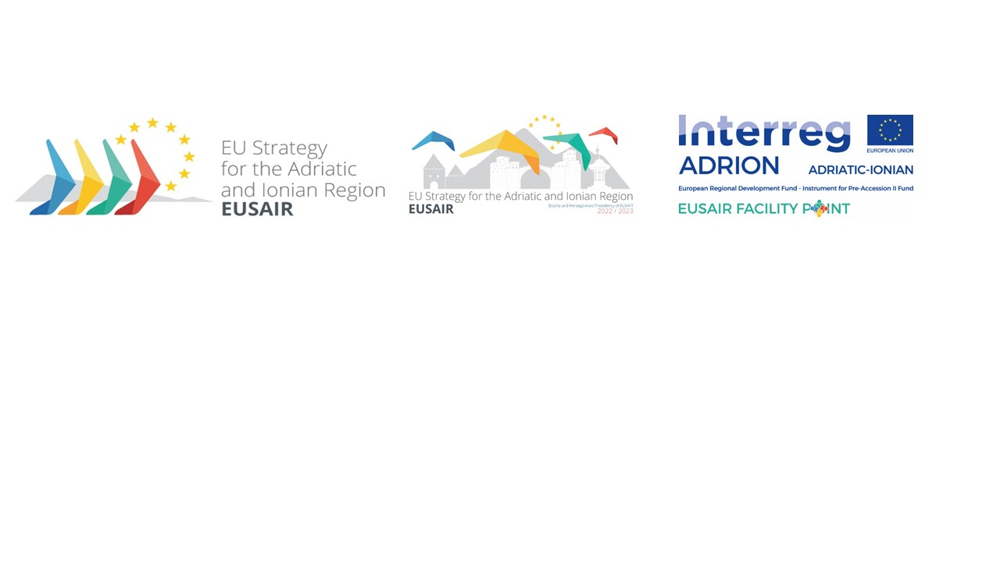 EU Strategy
for the Adriatic
and Ionian Region
EUSAIR
EU Strategy for the Adriatic and Ionian Region
EUSAIR
Bosnia and Herzegovina's Presidency of EUSAIR
2022 / 2023
Interreg
EUROPEAN UNION
ADRION
ADRIATIC-IONIAN
European Regional Development Fund - Instrument for Pre-Accession II Fund
EUSAIR FACILITY POINT